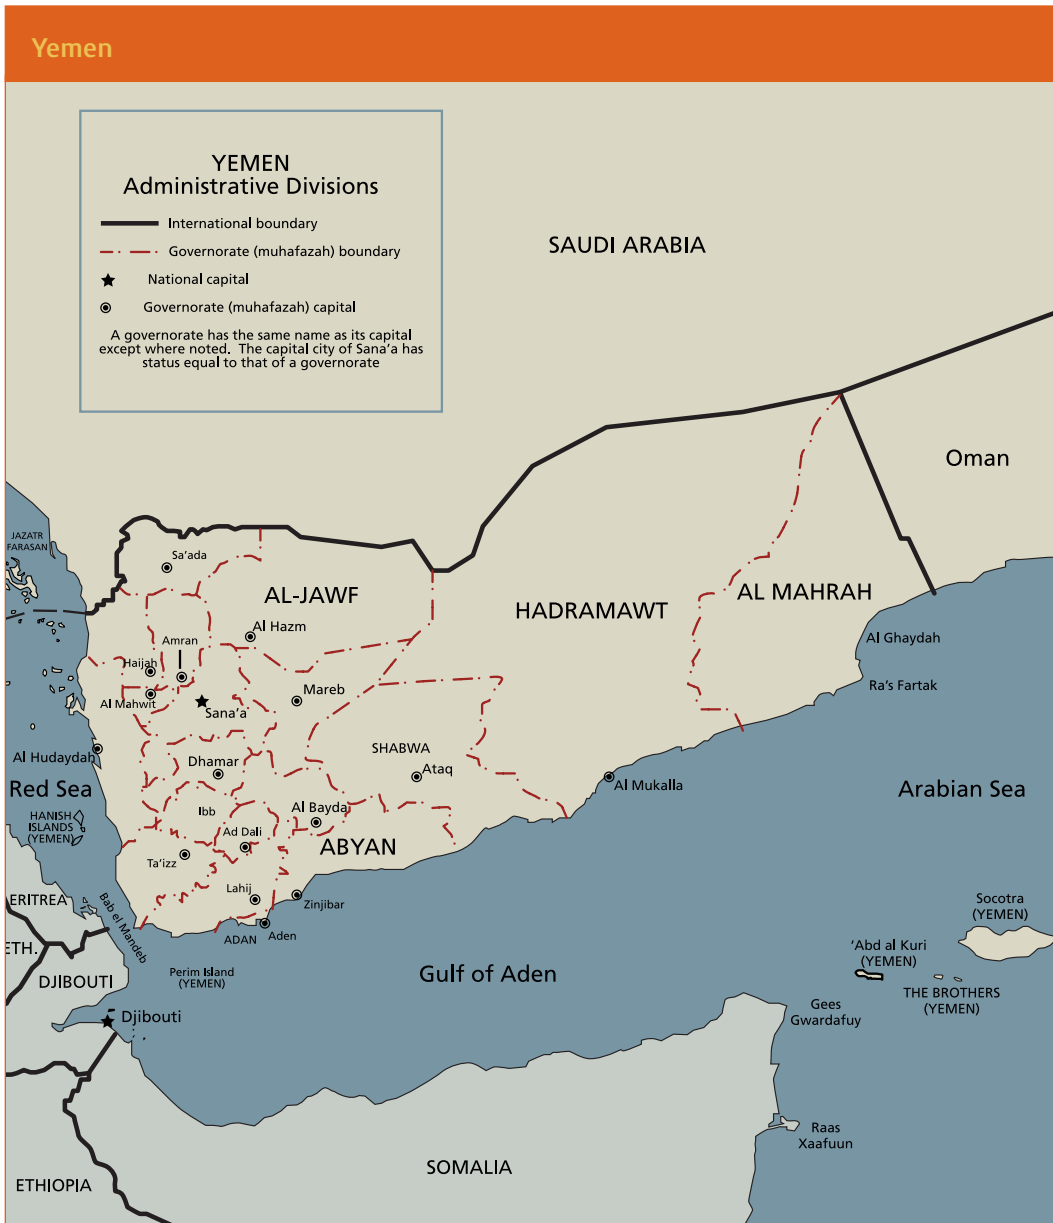 Yemen
YEMEN
Administrative Divisions
International boundary
Governorate (muhafazah) boundary
National capital
Governorate (muhafazah) capital
A governorate has the same name as its capital
except where noted. The capital city of Sana'a has
status equal to that of a governorate
SAUDI ARABIA
Oman
JAZATR
FARASAN
Sa'ada
AL-JAWF
HADRAMAWT
AL MAHRAH
Al Hazm
Amran
Al Ghaydah
Haijah
Ra's Fartak
Mareb
Al Mahwit
Sana'a
SHABWA
Al Hudaydah
Dhamar
Ataq
Al Mukalla
Red Sea
Arabian Sea
HANISH
ISLANDS
(YEMEN)
Ibb
Al Bayda
Ad Dali
ABYAN
Ta'izz
Lahij
Zinjibar
ERITREA
Bab el Mandeb
Socotra
(YEMEN)
ADAN
Aden
ETH.
'Abd al Kuri
(YEMEN)
Perim Island
(YEMEN)
Gulf of Aden
DJIBOUTI
THE BROTHERS
(YEMEN)
Djibouti
Gees
Gwardafuy
Raas
Xaafuun
SOMALIA
ETHIOPIA